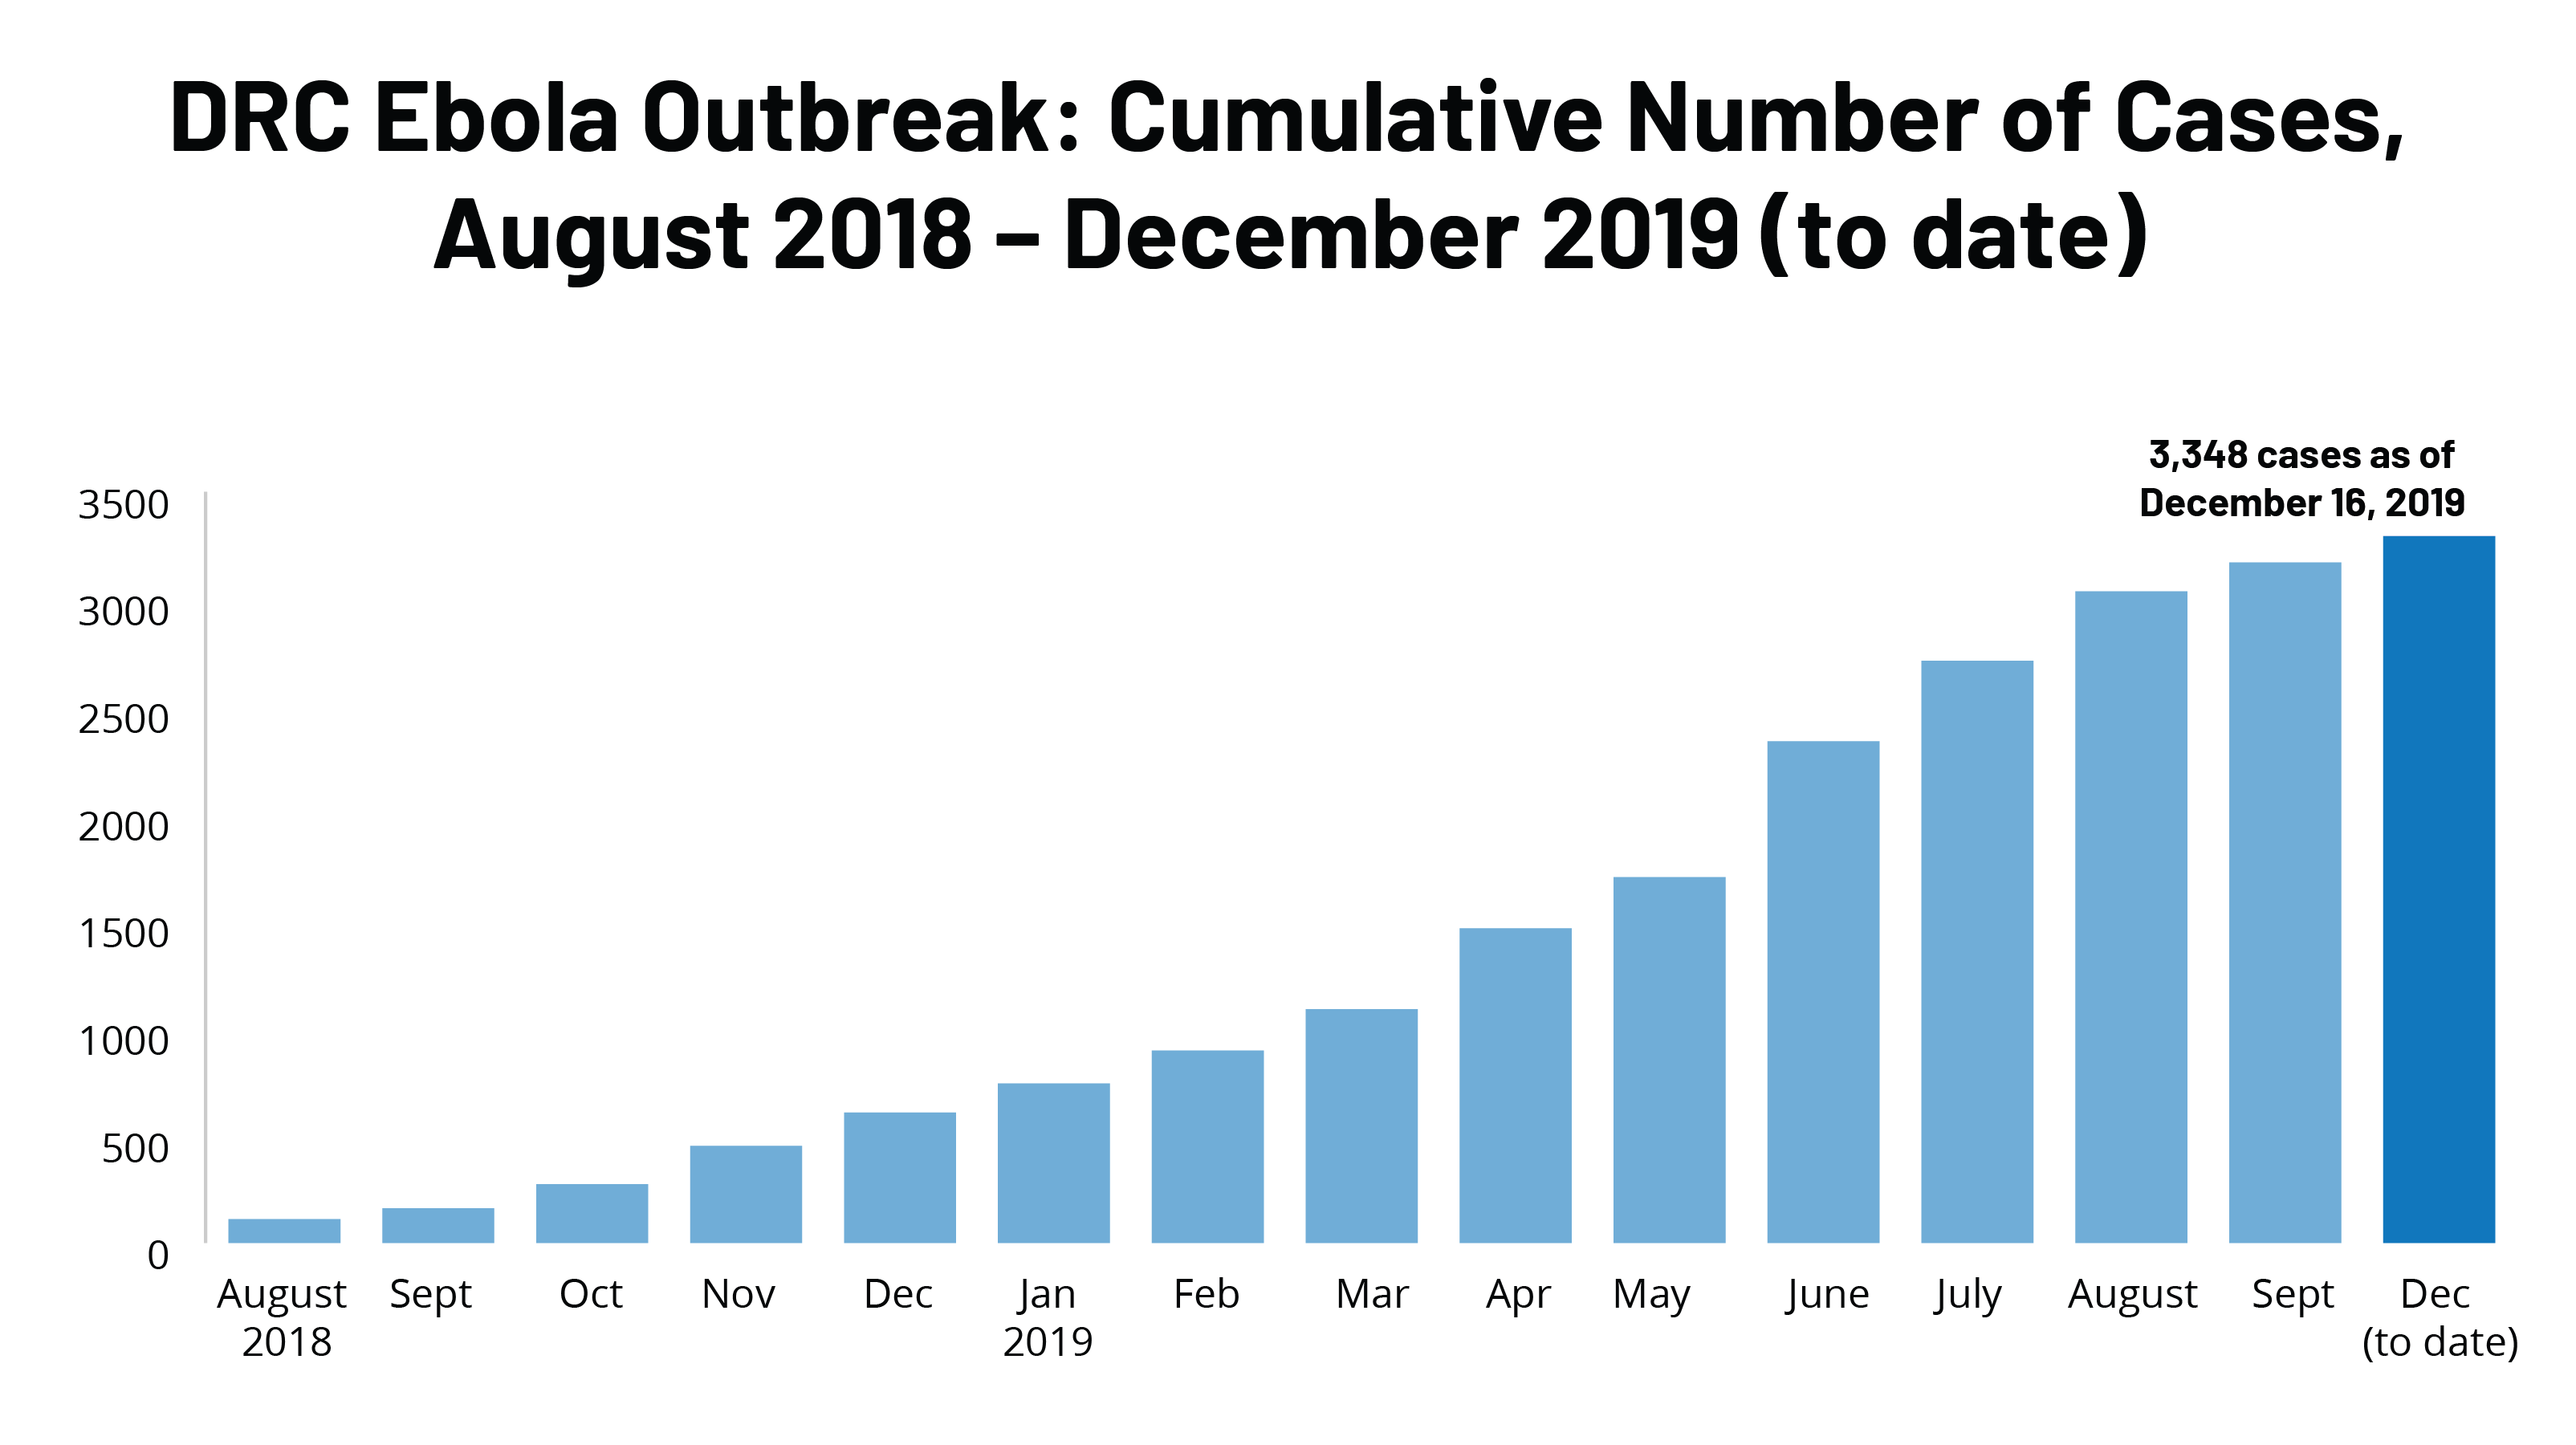 DRC Ebola Outbreak: Cumulative Number of Cases,
August 2018 – December 2019 (to date)
3,348 cases as of
December 16, 2019
3500
3000
2500
2000
1500
1000
500
0
August Sept Oct Nov Dec Jan Feb Mar Apr May June July August Sept Dec
2018 2019 (to date)